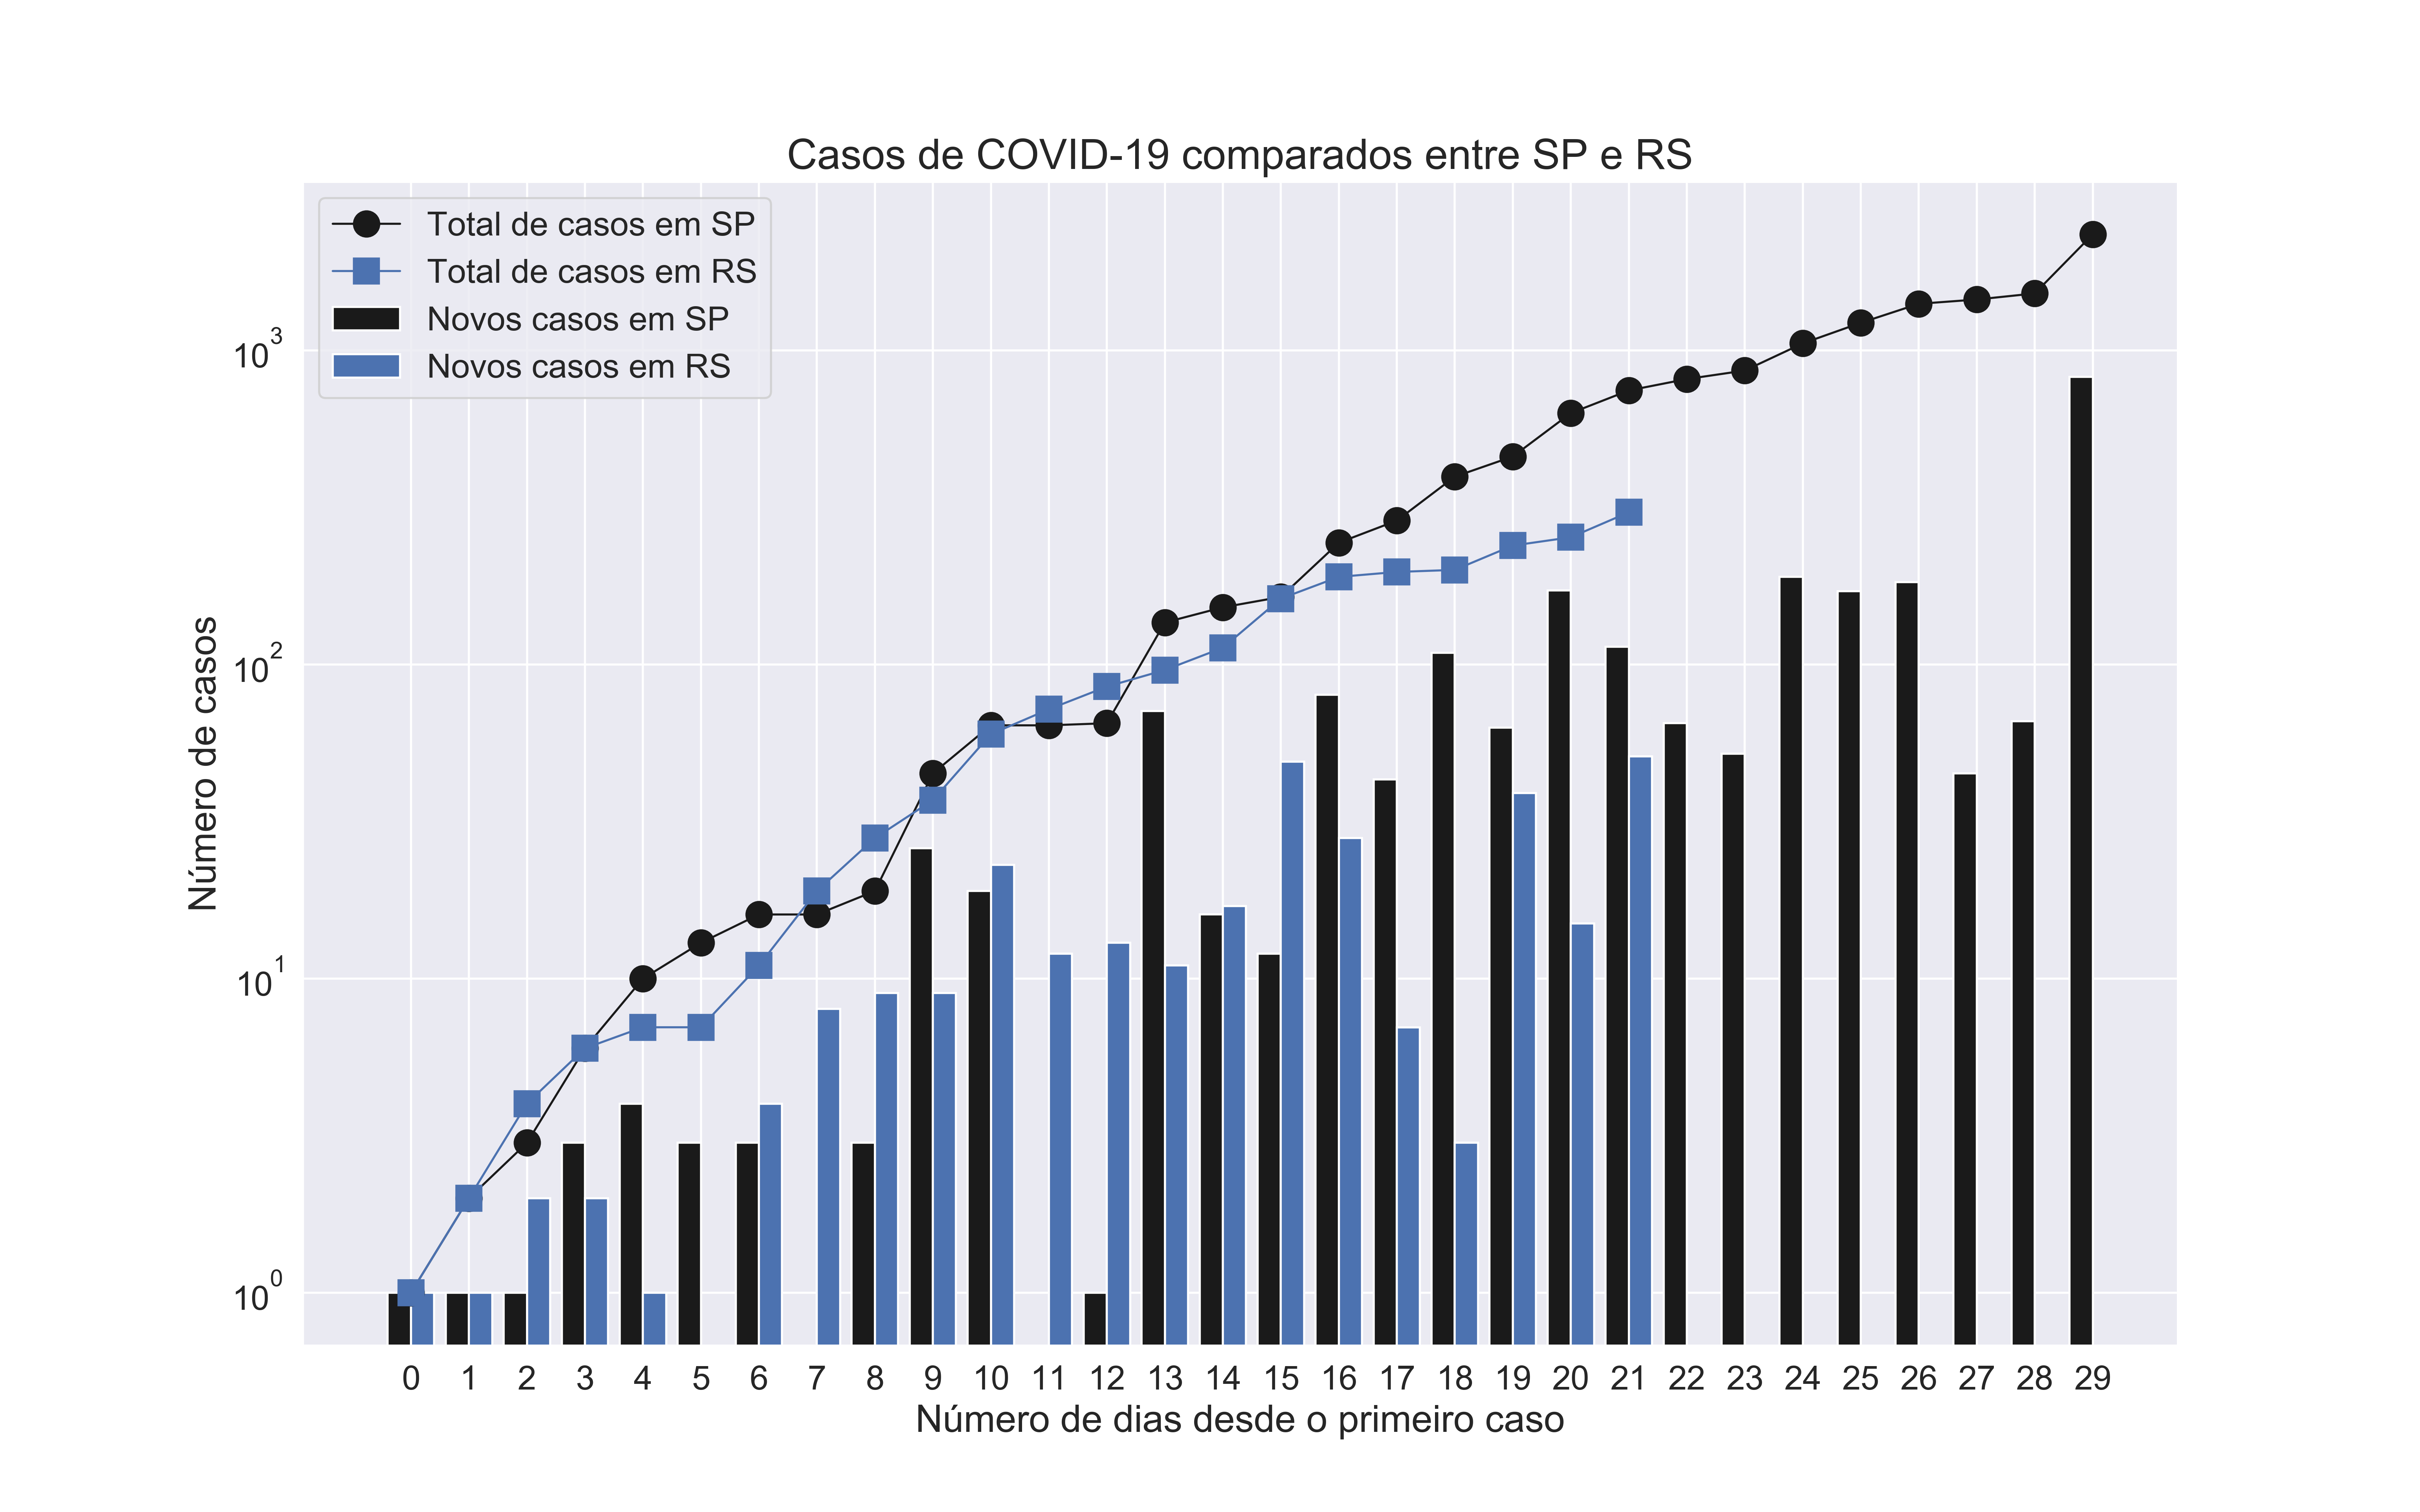 Casos de COVID-19 comparados entre SP e RS
Total de casos em SP
Total de casos em RS
Novos casos em SP
Novos casos em RS
Número de casos
10³
10²
10¹
10⁰
0 1 2 3 4 5 6 7 8 9 10 11 12 13 14 15 16 17 18 19 20 21 22 23 24 25 26 27 28 29
Número de dias desde o primeiro caso